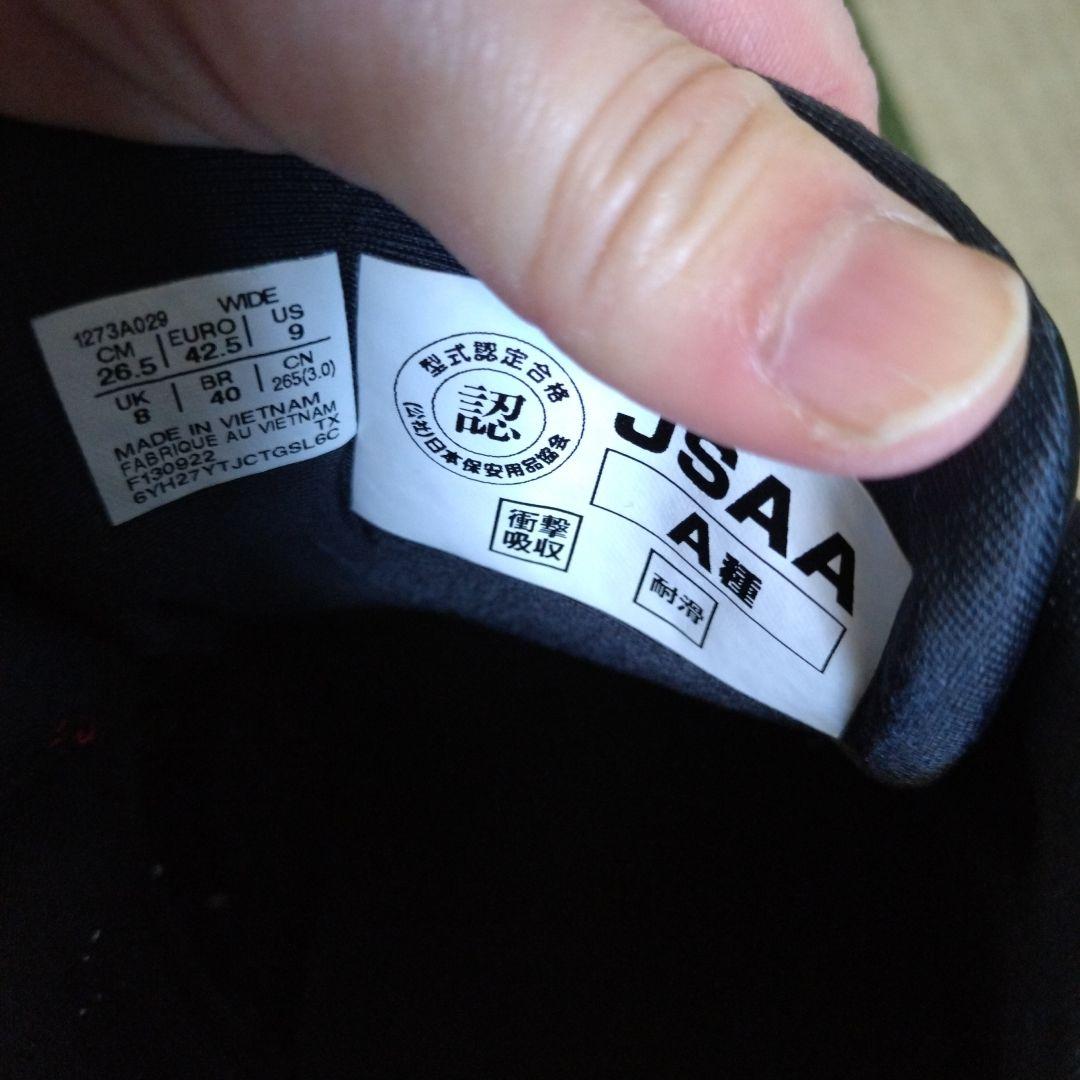 1273A029 WIDE
CM EURO US
26.5 42.5 9
UK BR CN
8 40 265(3.0)
MADE IN VIETNAM
FABRIQUE AU VIETNAM
F130922 TX
6YH27YTJCTGSL6C
型式認定合格
認
(公社)日本保安用品協会
JSAA
A種
衝撃
吸収
耐滑